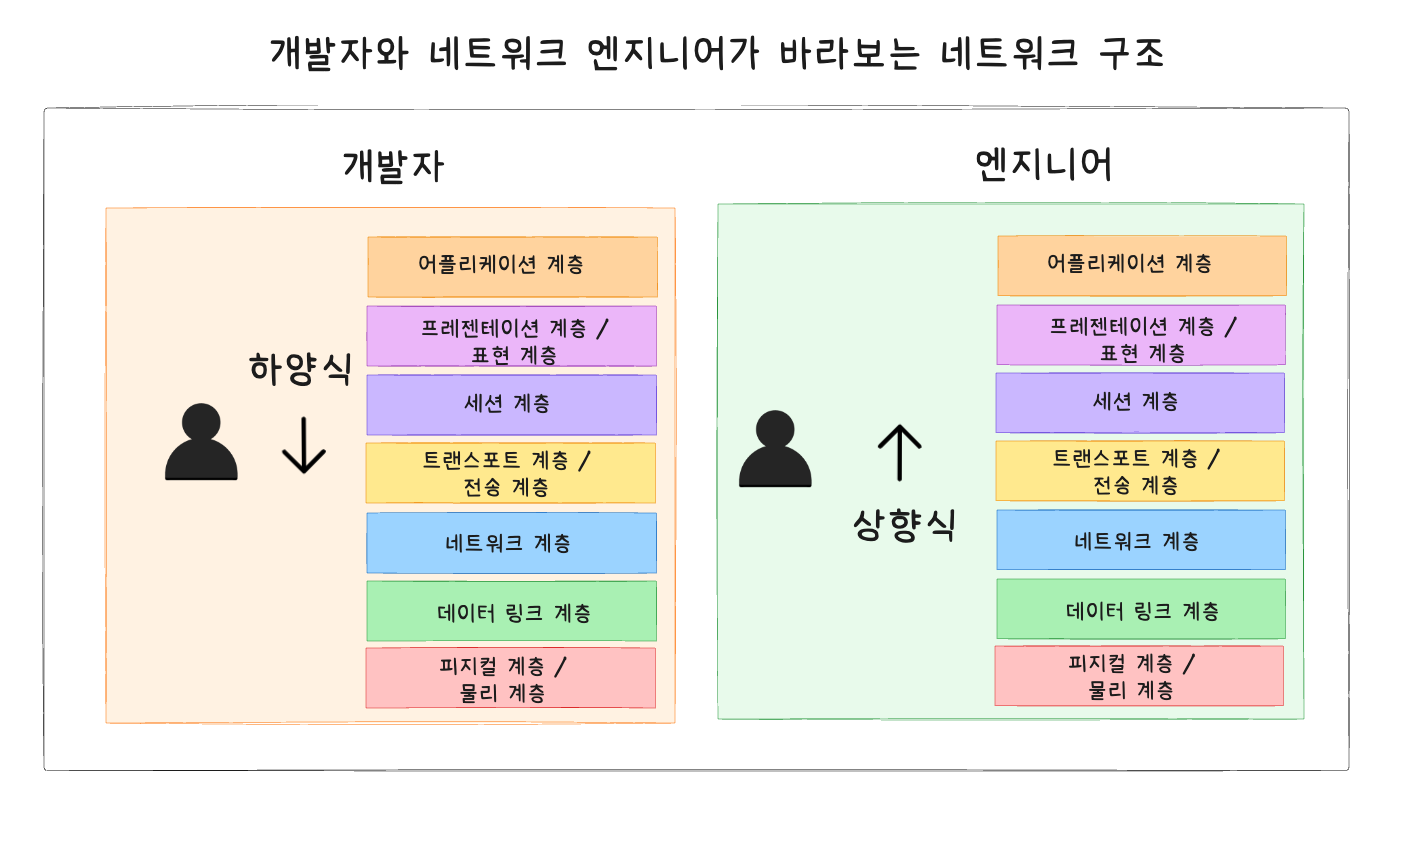 개발자와 네트워크 엔지니어가 바라보는 네트워크 구조
개발자
하양식
어플리케이션 계층
프레젠테이션 계층 /
표현 계층
세션 계층
트랜스포트 계층 /
전송 계층
네트워크 계층
데이터 링크 계층
피지컬 계층 /
물리 계층
엔지니어
상향식
어플리케이션 계층
프레젠테이션 계층 /
표현 계층
세션 계층
트랜스포트 계층 /
전송 계층
네트워크 계층
데이터 링크 계층
피지컬 계층 /
물리 계층